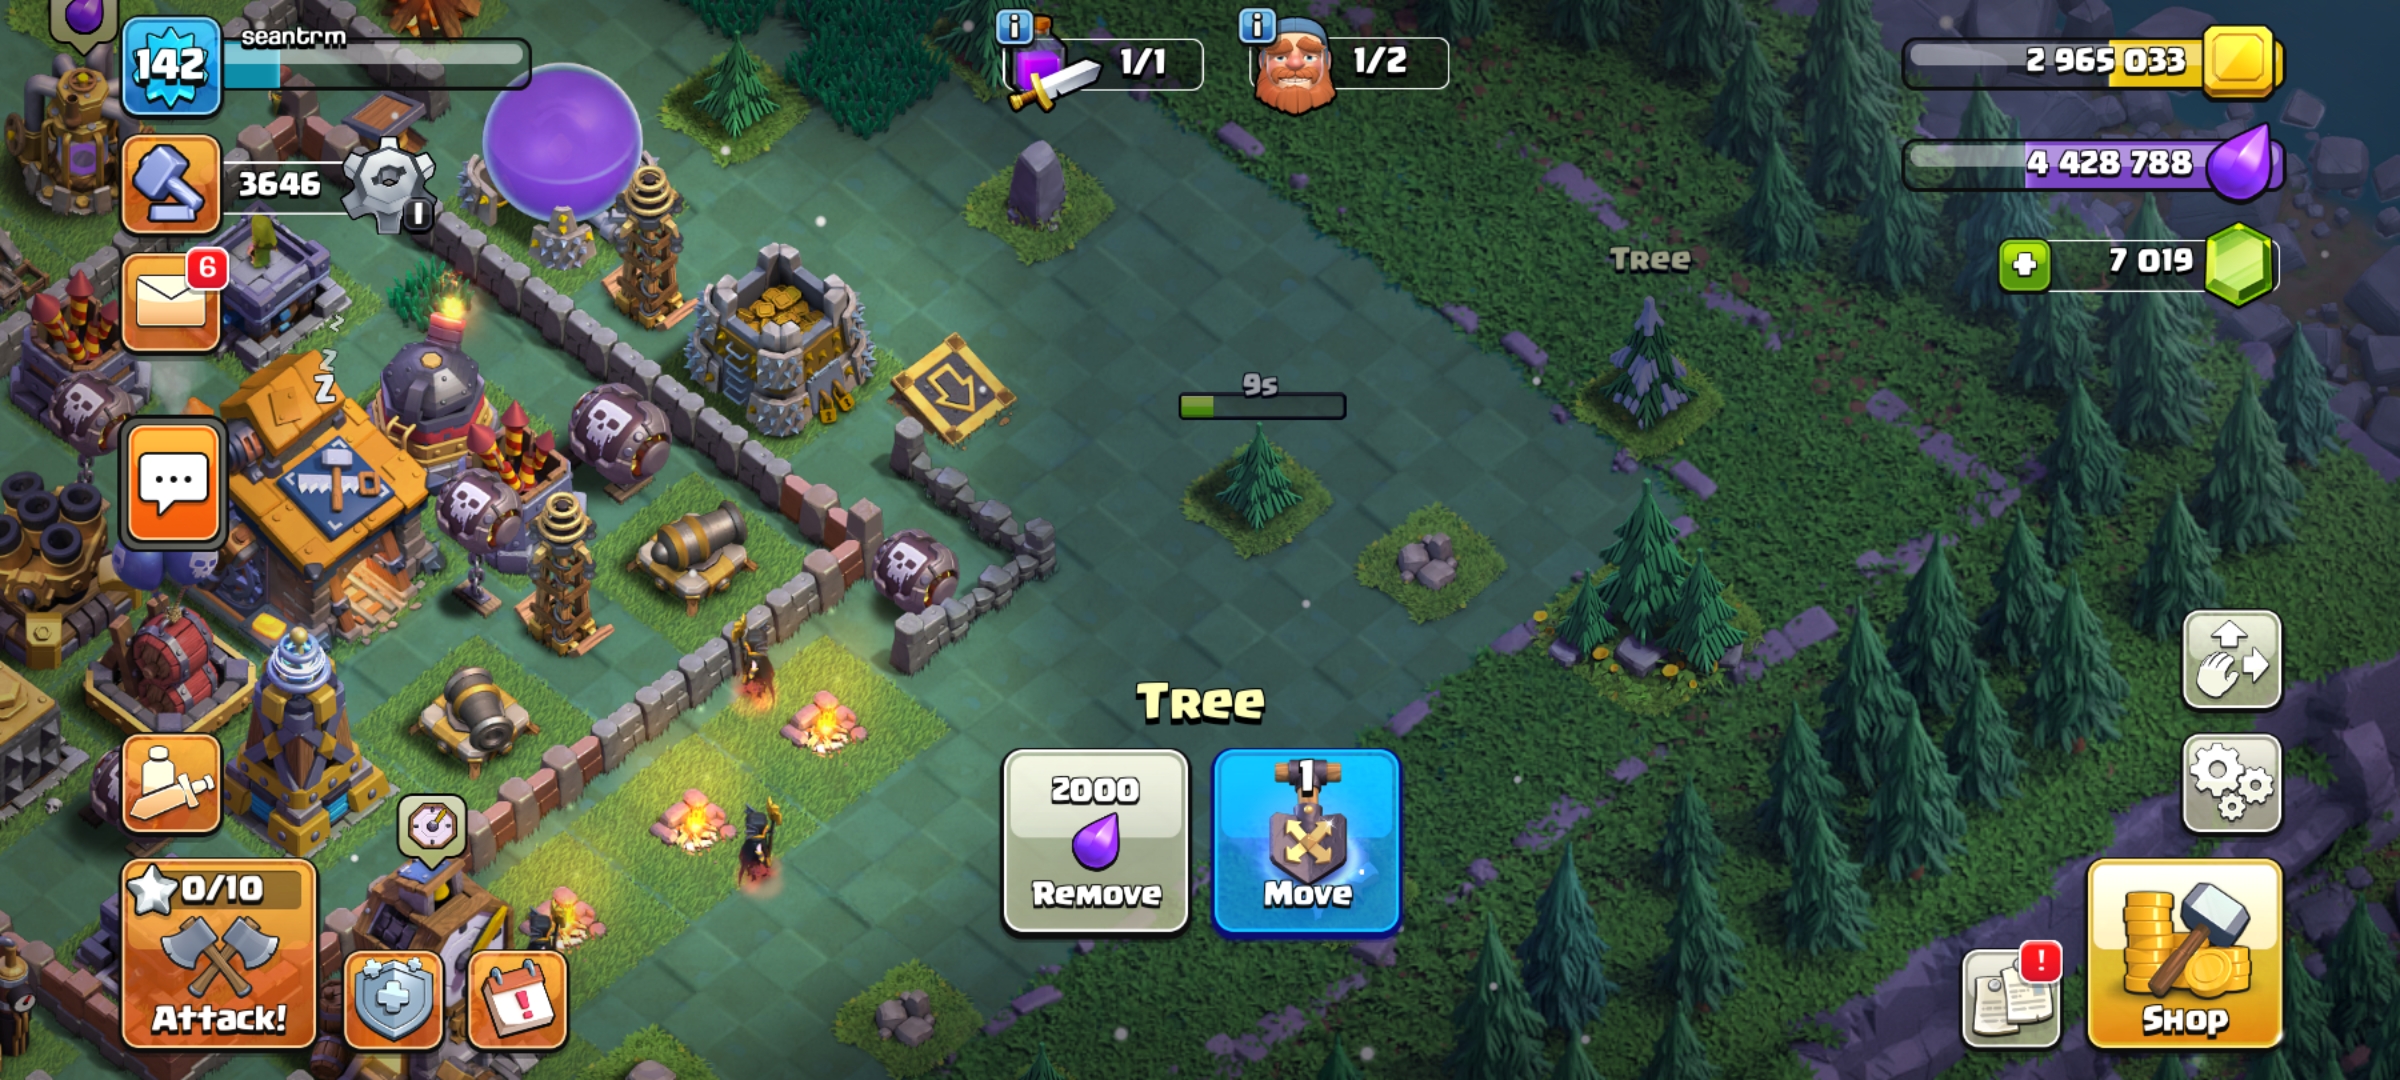 142
seantrm
1/1
1/2
2 965 033
3646
4 428 788
6
Tree
7 019
z
z
Z
9s
Tree
2000
Remove
1
Move
0/10
Attack!
!
Shop